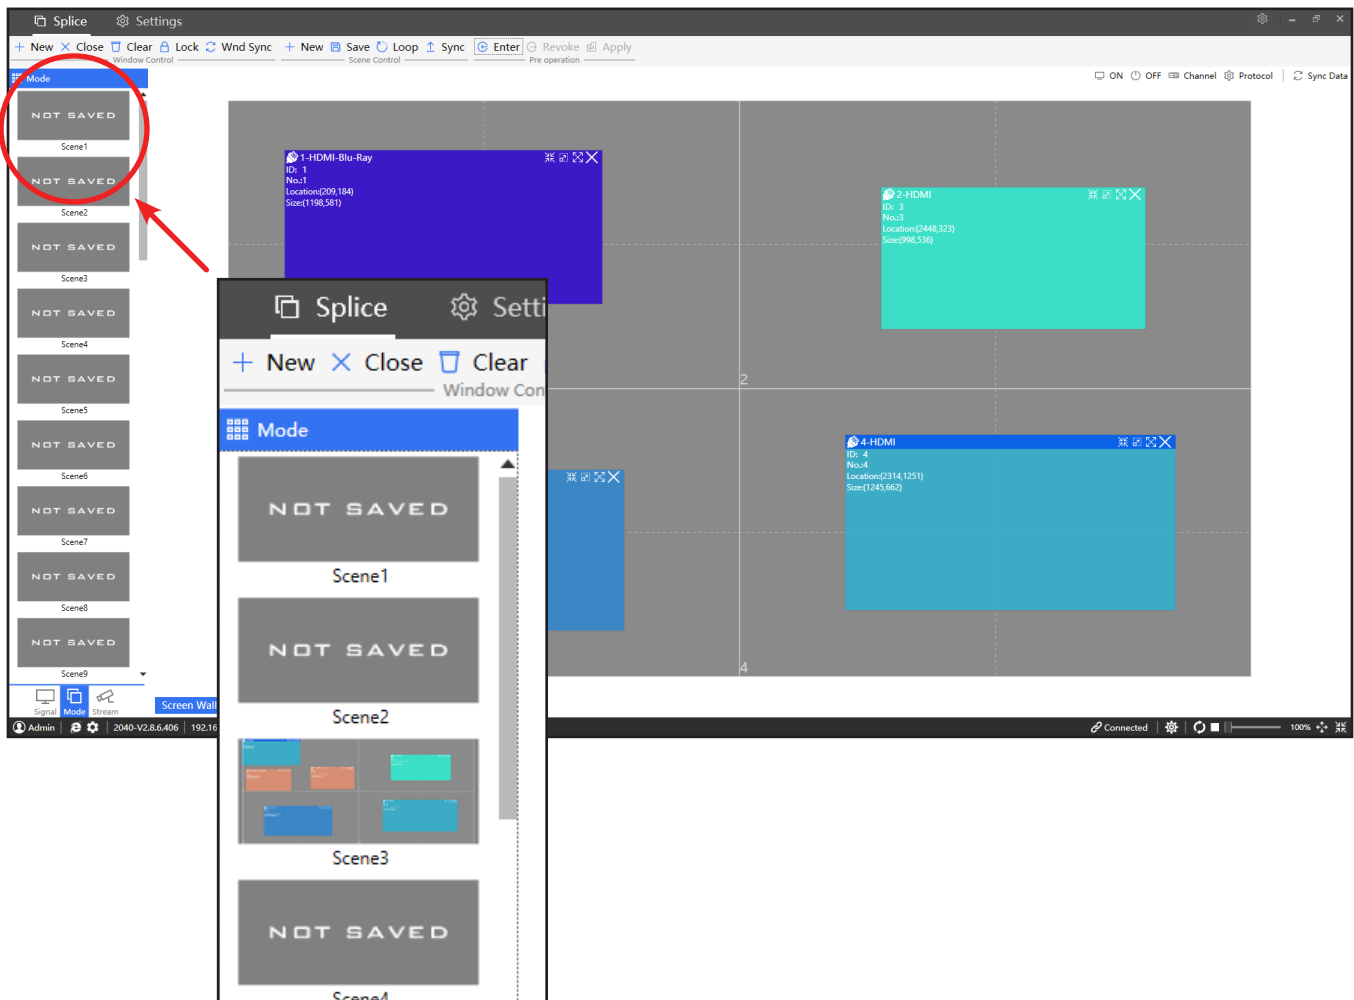 Splice Settings
New Close Clear Lock Wnd Sync New Save Loop Sync Enter Revoke Apply
Window Control Scene Control Pre operation
Mode
ON OFF Channel Protocol Sync Data
NOT SAVED
Scene1
NOT SAVED
Scene2
NOT SAVED
Scene3
NOT SAVED
Scene4
NOT SAVED
Scene5
NOT SAVED
Scene6
NOT SAVED
Scene7
NOT SAVED
Scene8
NOT SAVED
Scene9
Signal Mode Stream
Screen Wall
Admin 2040-V2.8.6.406 192.16
1-HDMI-Blu-Ray
ID: 1
No.:1
Location:(209,184)
Size:(1198,581)
2-HDMI
ID: 3
No.:3
Location:(2448,323)
Size:(998,536)
2
4-HDMI
ID: 4
No.:4
Location:(2314,1251)
Size:(1245,662)
4
Connected 100%
Splice Setti
New Close Clear
Window Con
Mode
NOT SAVED
Scene1
NOT SAVED
Scene2
Scene3
NOT SAVED
Scene4